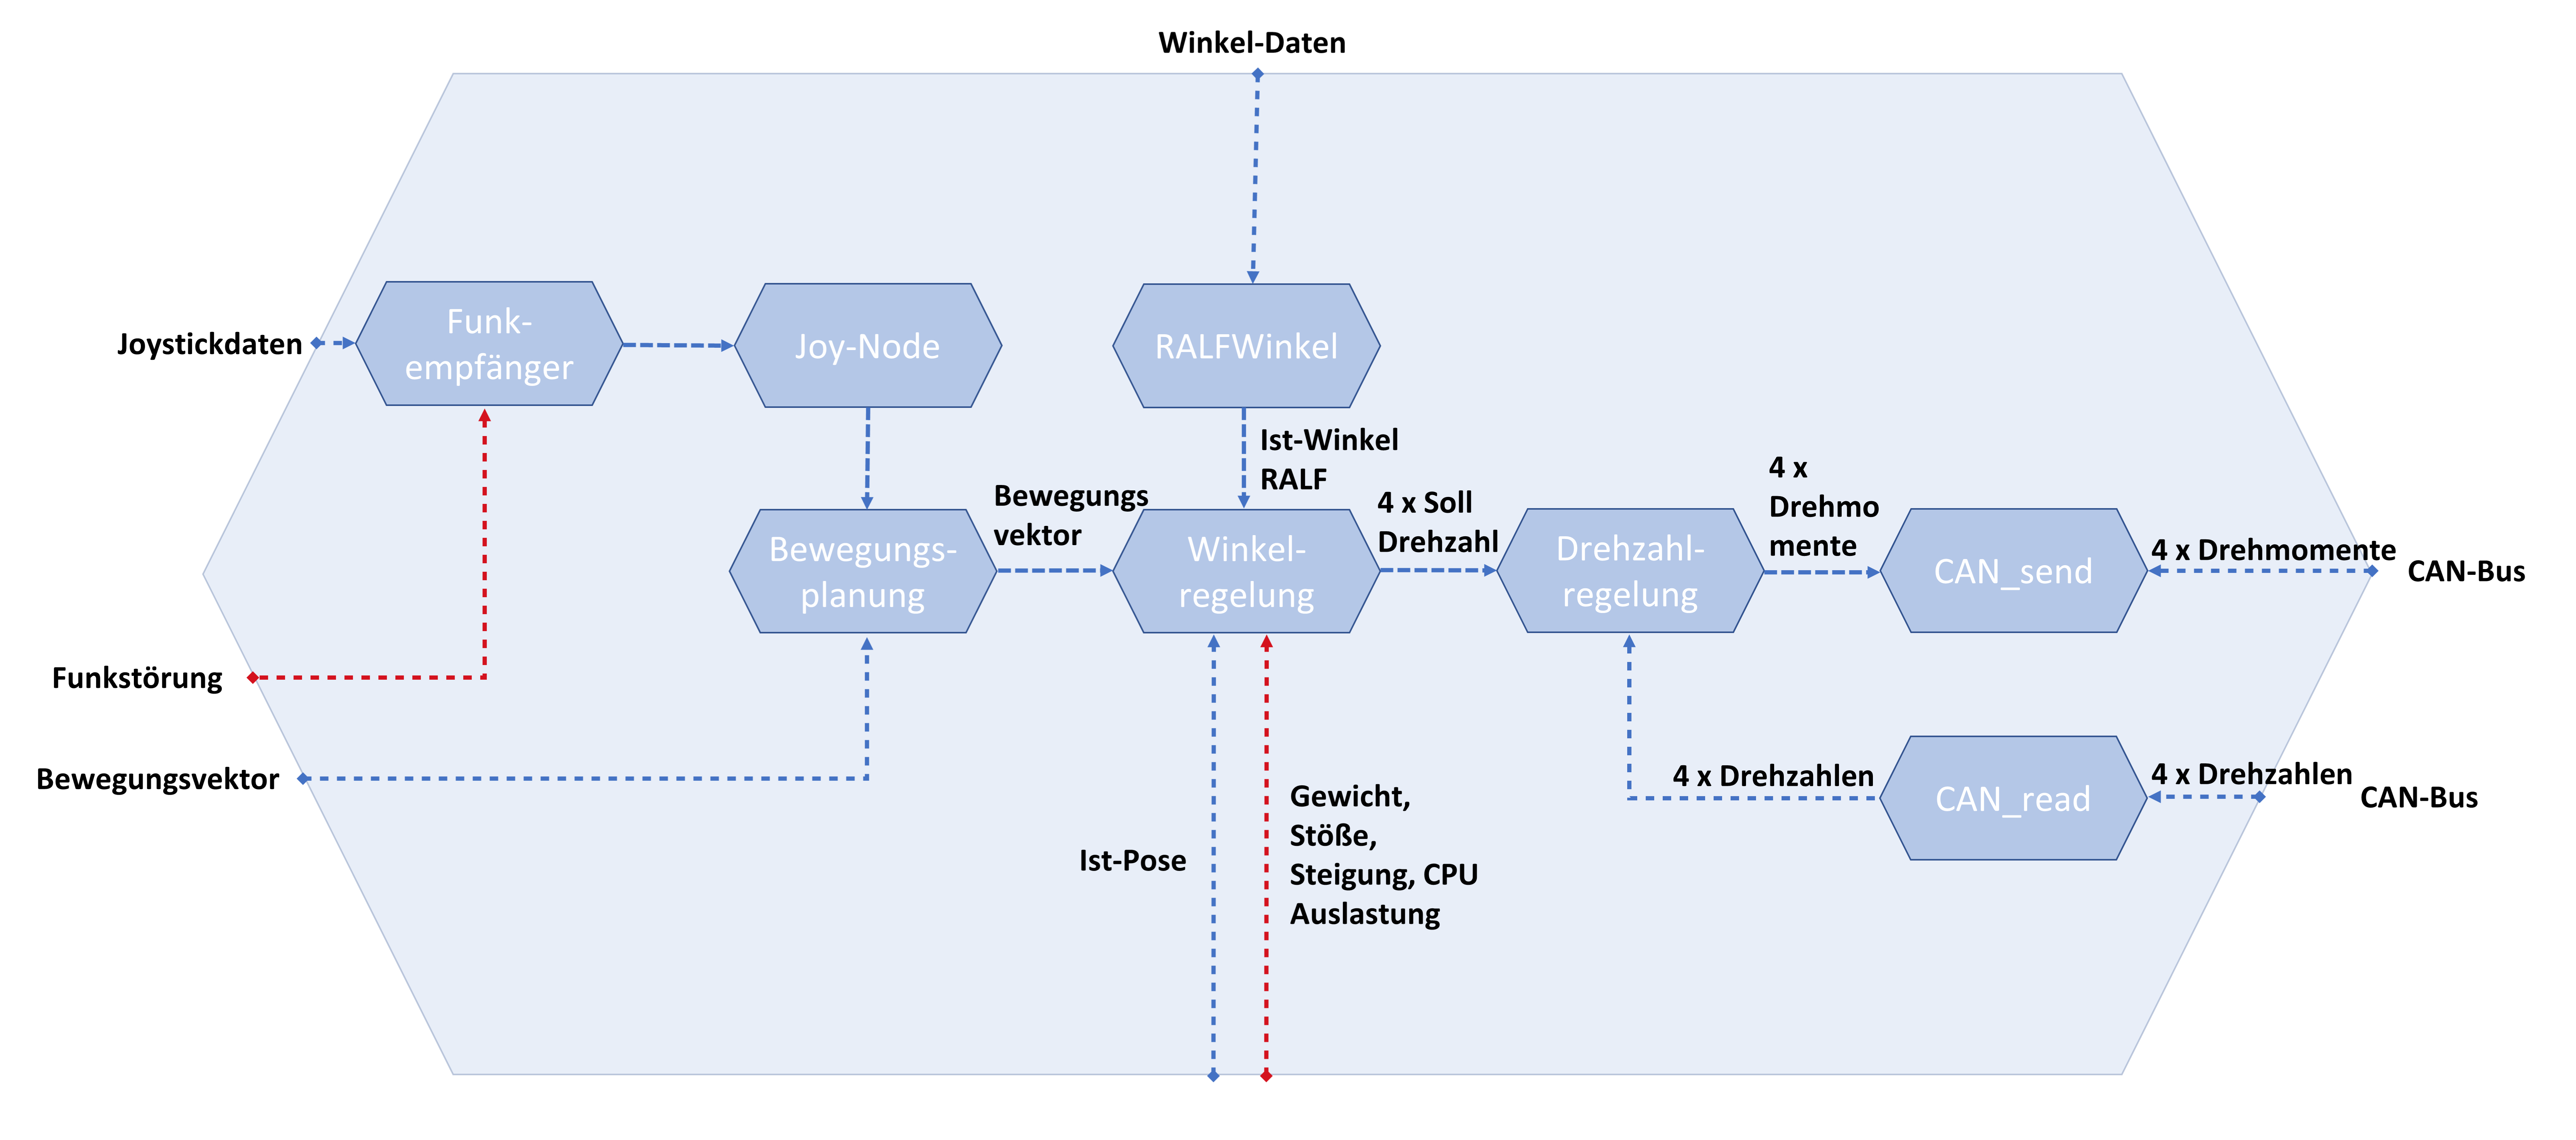 Winkel-Daten
Joystickdaten
Funk-
empfänger
Joy-Node
RALFWinkel
Ist-Winkel
RALF
Bewegungs
vektor
4 x Soll
Drehzahl
4 x
Drehmo
mente
Bewegungs-
planung
Winkel-
regelung
Drehzahl-
regelung
CAN_send
4 x Drehmomente
CAN-Bus
Funkstörung
Bewegungsvektor
4 x Drehzahlen
CAN_read
4 x Drehzahlen
CAN-Bus
Ist-Pose
Gewicht,
Stöße,
Steigung, CPU
Auslastung